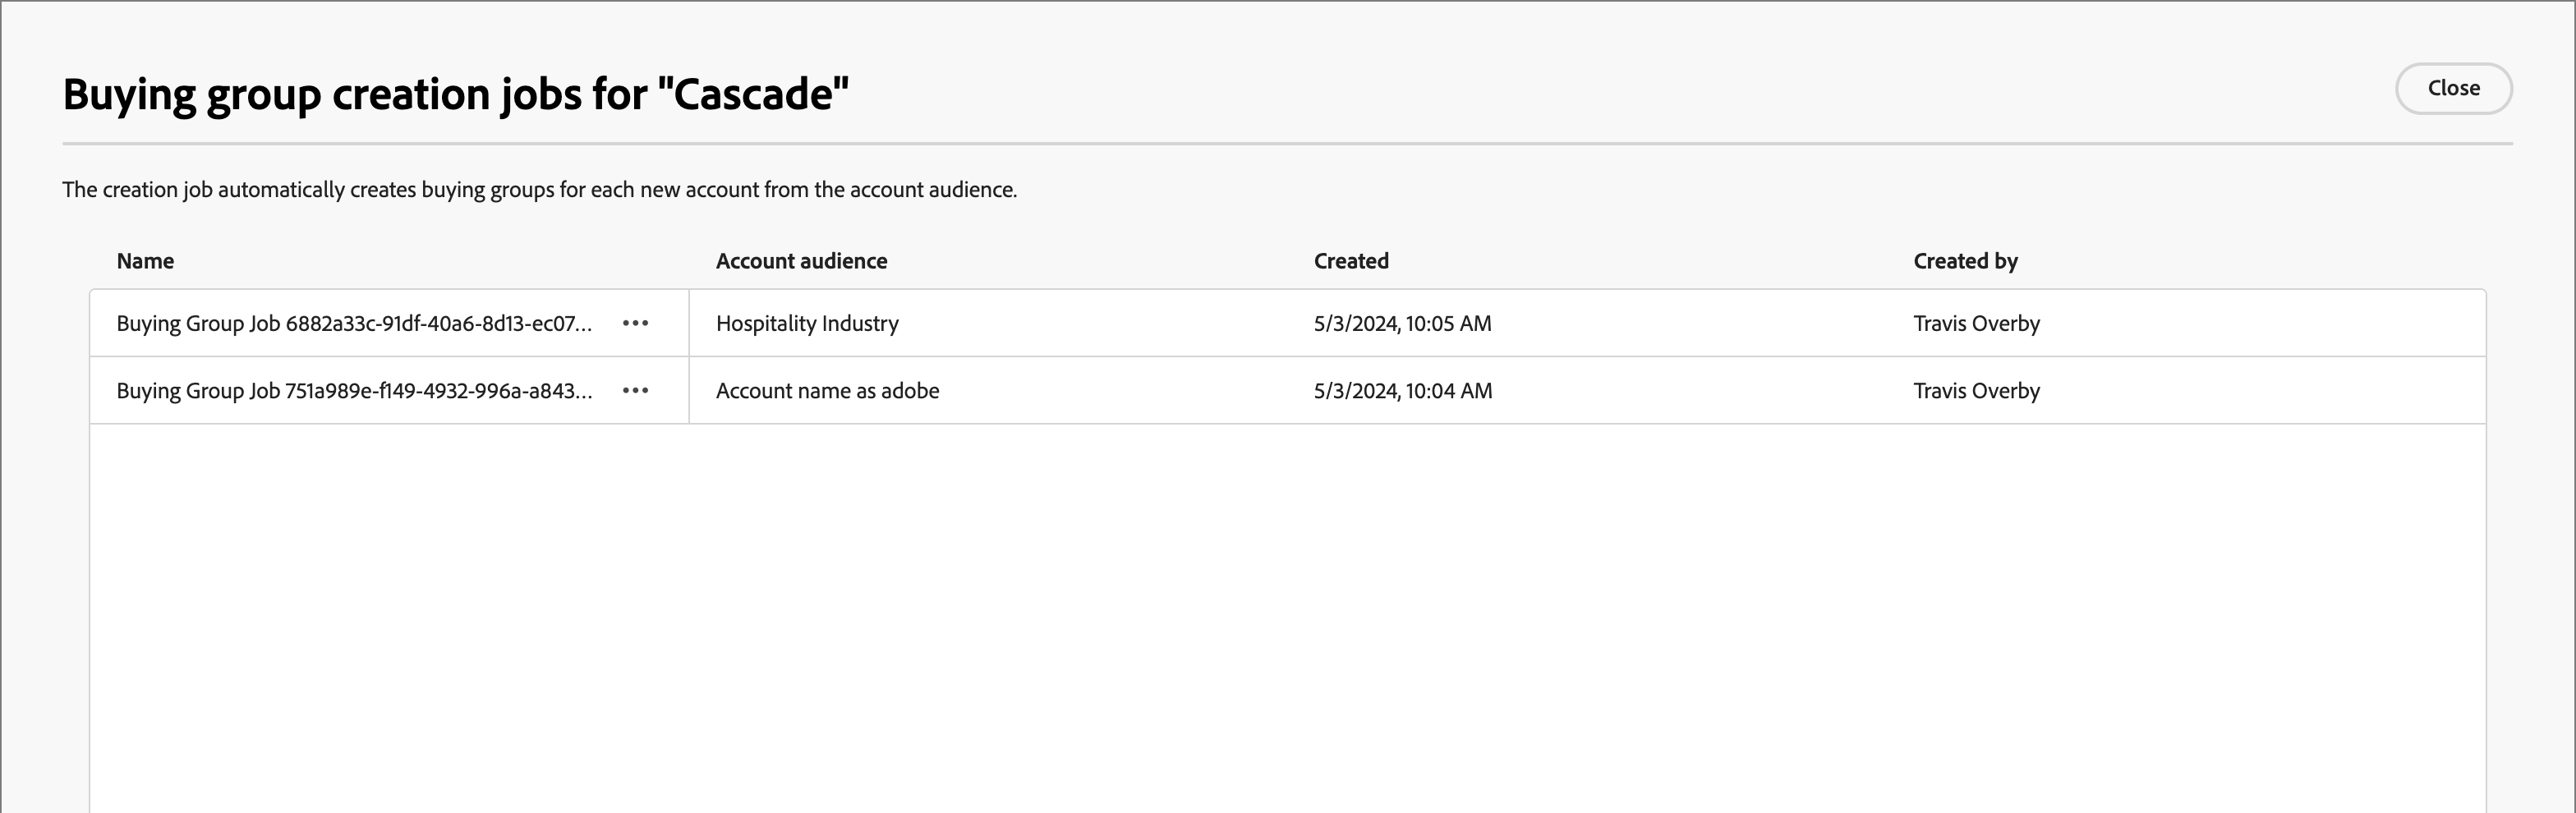 Buying group creation jobs for "Cascade"
Close
The creation job automatically creates buying groups for each new account from the account audience.
Name Account audience Created Created by
Buying Group Job 6882a33c-91df-40a6-8d13-ec07... ••• Hospitality Industry 5/3/2024, 10:05 AM Travis Overby
Buying Group Job 751a989e-f149-4932-996a-a843... ••• Account name as adobe 5/3/2024, 10:04 AM Travis Overby